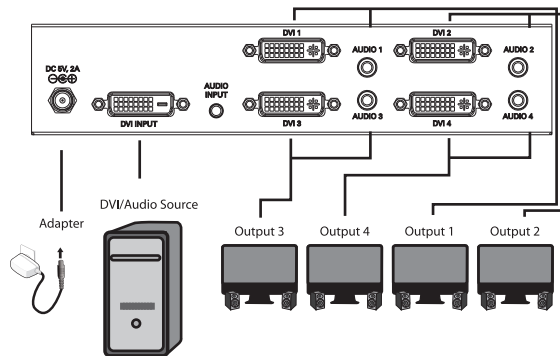 DVI 1
DVI 2
AUDIO 1
AUDIO 2
DC 5V, 2A
AUDIO
INPUT
DVI INPUT
DVI 3
AUDIO 3
DVI 4
AUDIO 4
Adapter
DVI/Audio Source
Output 3
Output 4
Output 1
Output 2